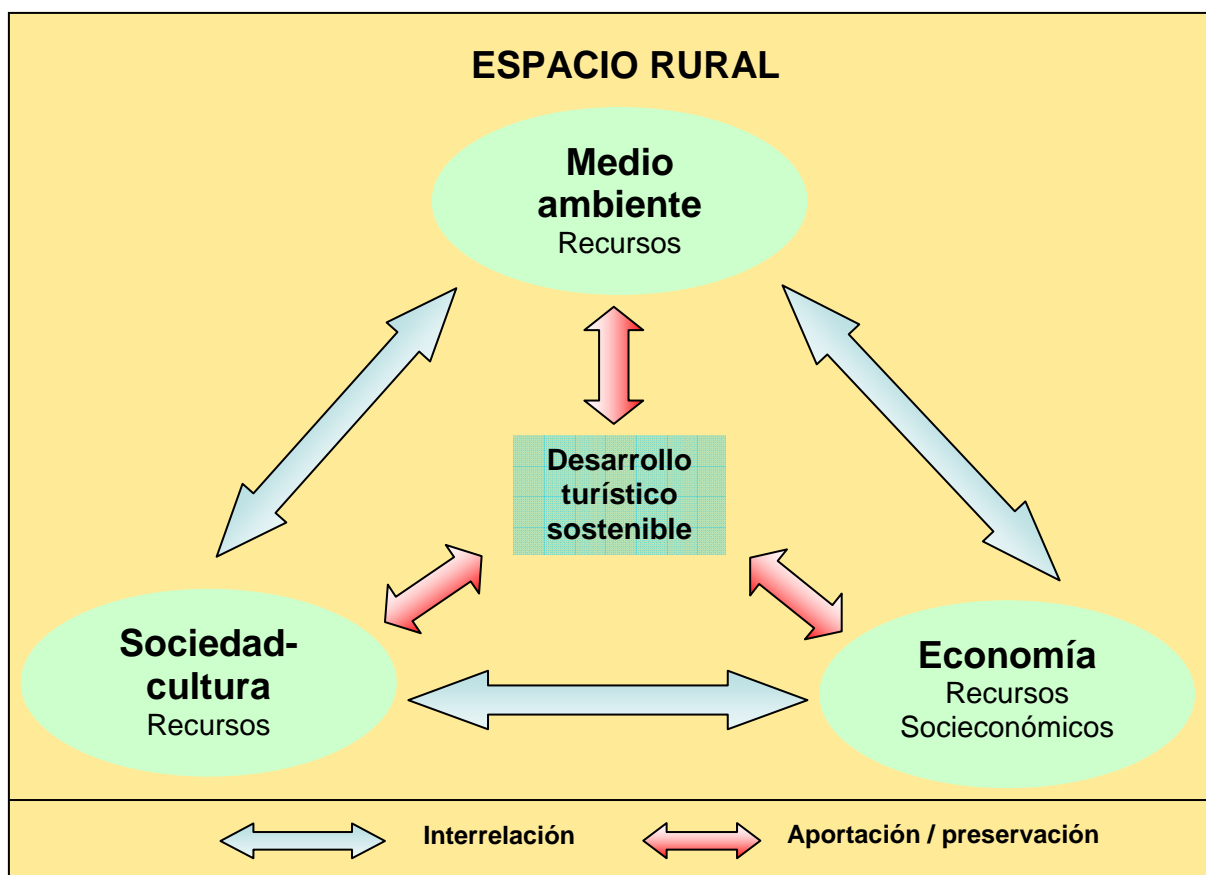 ESPACIO RURAL
Medio
ambiente
Recursos
Desarrollo
turístico
sostenible
Sociedad-
cultura
Recursos
Economía
Recursos
Socieconómicos
Interrelación
Aportación / preservación